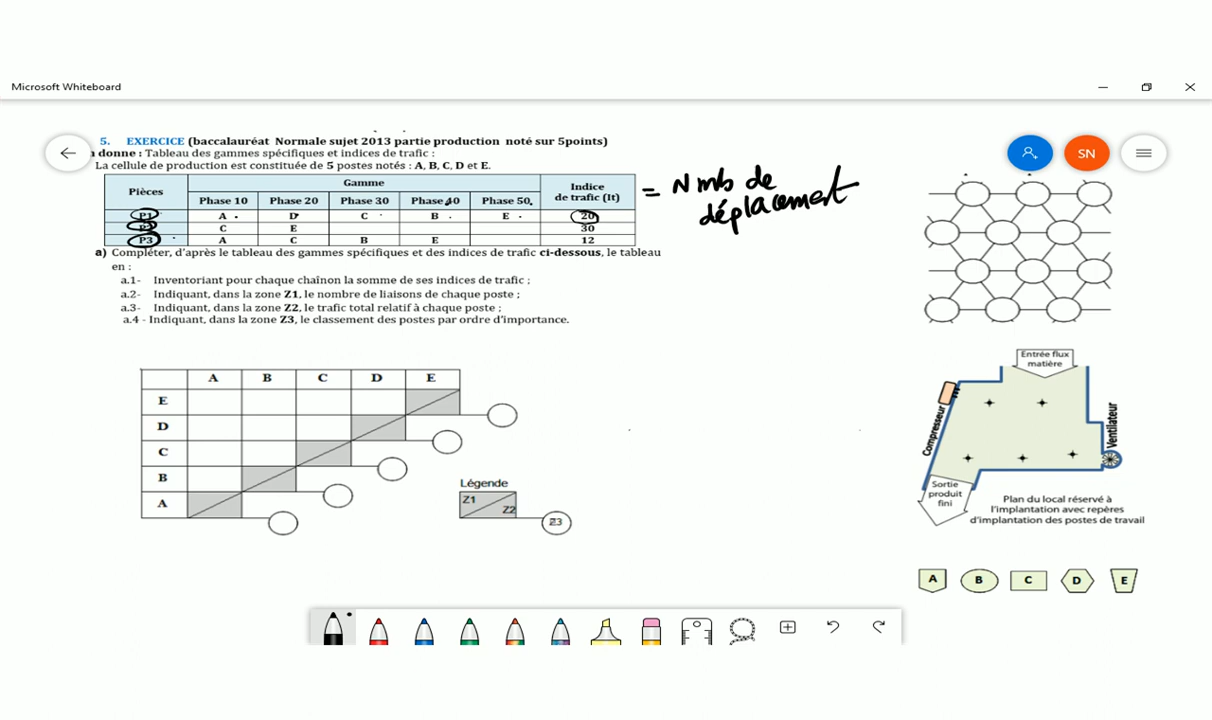 Microsoft Whiteboard
5. EXERCICE (baccalauréat Normale sujet 2013 partie production noté sur 5points)
donne : Tableau des gammes spécifiques et indices de trafic :
La cellule de production est constituée de 5 postes notés : A, B, C, D et E.
Pièces Gamme Indice de trafic (It)
Phase 10 Phase 20 Phase 30 Phase 40 Phase 50
P1 A D C B E 20
P2 C E 30
P3 A C B E 12
= Nmb de
déplacement
a) Compléter, d'après le tableau des gammes spécifiques et des indices de trafic ci-dessous, le tableau
en :
a.1- Inventoriant pour chaque chaînon la somme de ses indices de trafic ;
a.2- Indiquant, dans la zone Z1, le nombre de liaisons de chaque poste ;
a.3- Indiquant, dans la zone Z2, le trafic total relatif à chaque poste ;
a.4 - Indiquant, dans la zone Z3, le classement des postes par ordre d'importance.
A B C D E
E
D
C
B
A
Légende
Z1
Z2
Z3
SN
Entrée flux
matière
Compresseur
Ventilateur
Sortie
produit
fini
Plan du local réservé à
l'implantation avec repères
d'implantation des postes de travail
A B C D E